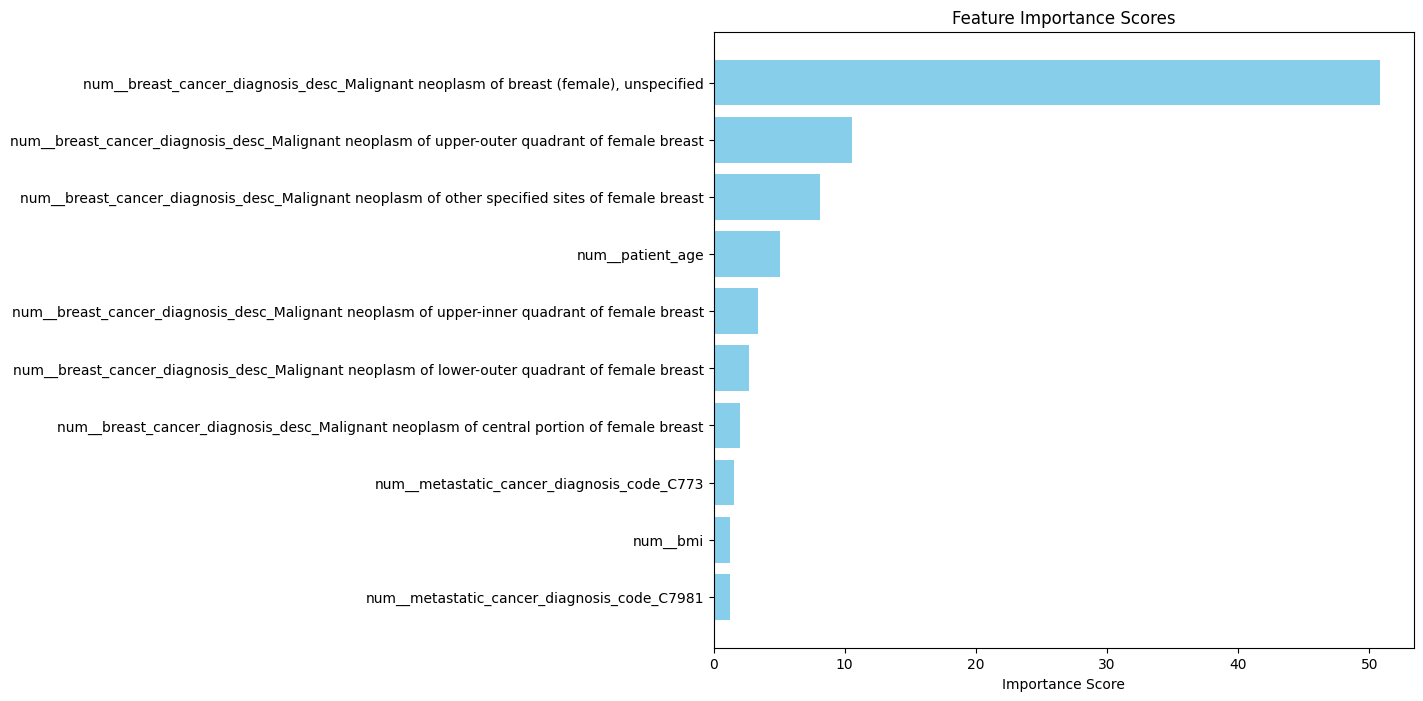 Feature Importance Scores
num__breast_cancer_diagnosis_desc_Malignant neoplasm of breast (female), unspecified
num__breast_cancer_diagnosis_desc_Malignant neoplasm of upper-outer quadrant of female breast
num__breast_cancer_diagnosis_desc_Malignant neoplasm of other specified sites of female breast
num__patient_age
num__breast_cancer_diagnosis_desc_Malignant neoplasm of upper-inner quadrant of female breast
num__breast_cancer_diagnosis_desc_Malignant neoplasm of lower-outer quadrant of female breast
num__breast_cancer_diagnosis_desc_Malignant neoplasm of central portion of female breast
num__metastatic_cancer_diagnosis_code_C773
num__bmi
num__metastatic_cancer_diagnosis_code_C7981
0 10 20 30 40 50
Importance Score